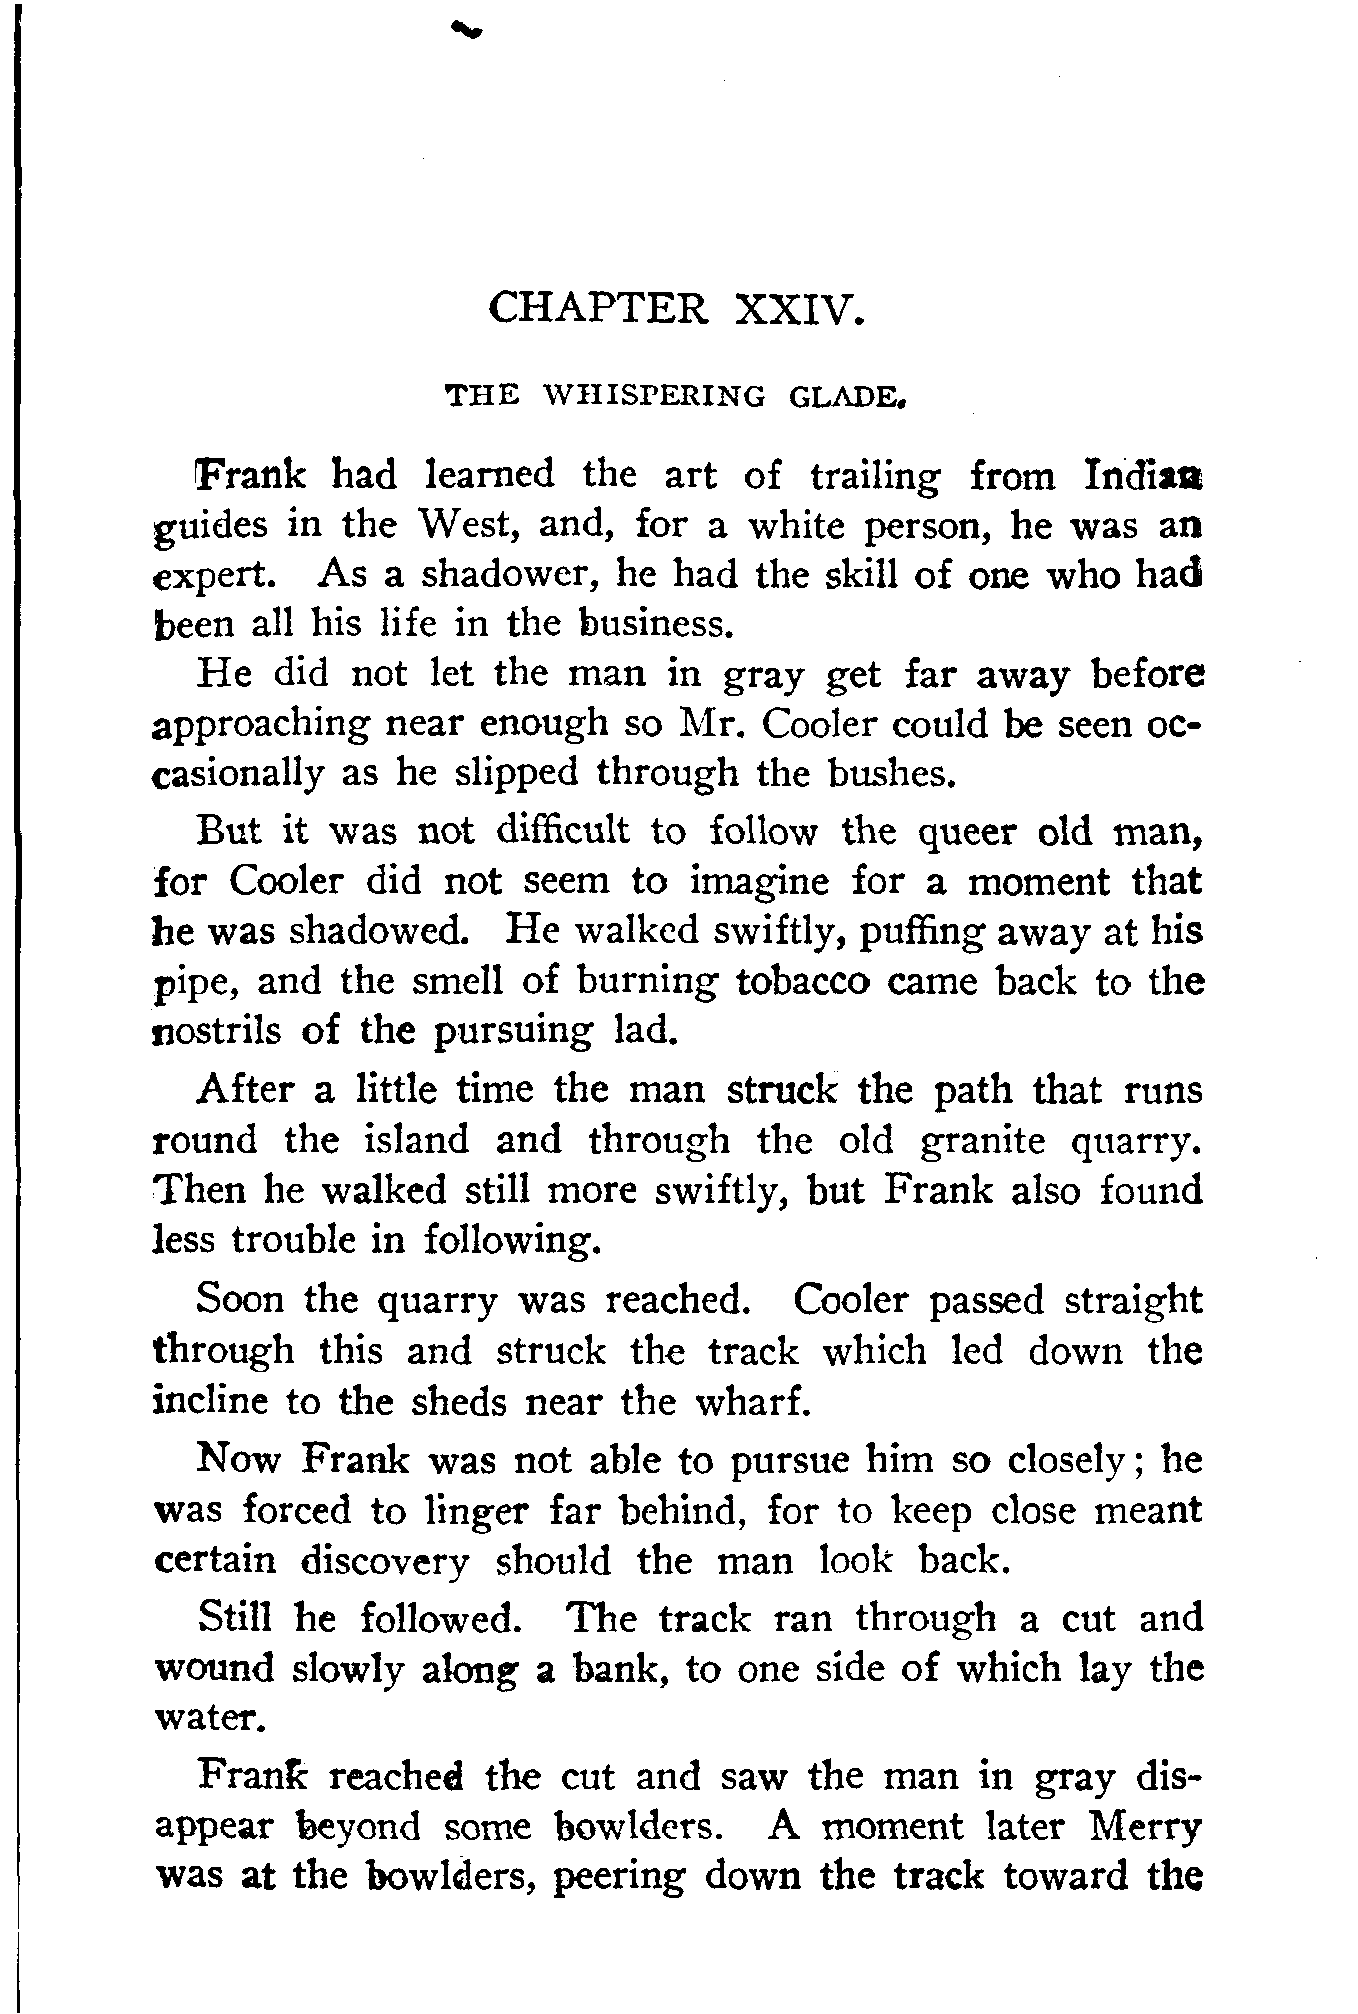 CHAPTER XXIV.
THE WHISPERING GLADE.
Frank had learned the art of trailing from Indian
guides in the West, and, for a white person, he was an
expert. As a shadower, he had the skill of one who had
been all his life in the business.
He did not let the man in gray get far away before
approaching near enough so Mr. Cooler could be seen oc-
casionally as he slipped through the bushes.
But it was not difficult to follow the queer old man,
for Cooler did not seem to imagine for a moment that
he was shadowed. He walked swiftly, puffing away at his
pipe, and the smell of burning tobacco came back to the
nostrils of the pursuing lad.
After a little time the man struck the path that runs
round the island and through the old granite quarry.
Then he walked still more swiftly, but Frank also found
less trouble in following.
Soon the quarry was reached. Cooler passed straight
through this and struck the track which led down the
incline to the sheds near the wharf.
Now Frank was not able to pursue him so closely; he
was forced to linger far behind, for to keep close meant
certain discovery should the man look back.
Still he followed. The track ran through a cut and
wound slowly along a bank, to one side of which lay the
water.
Frank reached the cut and saw the man in gray dis-
appear beyond some bowlders. A moment later Merry
was at the bowlders, peering down the track toward the